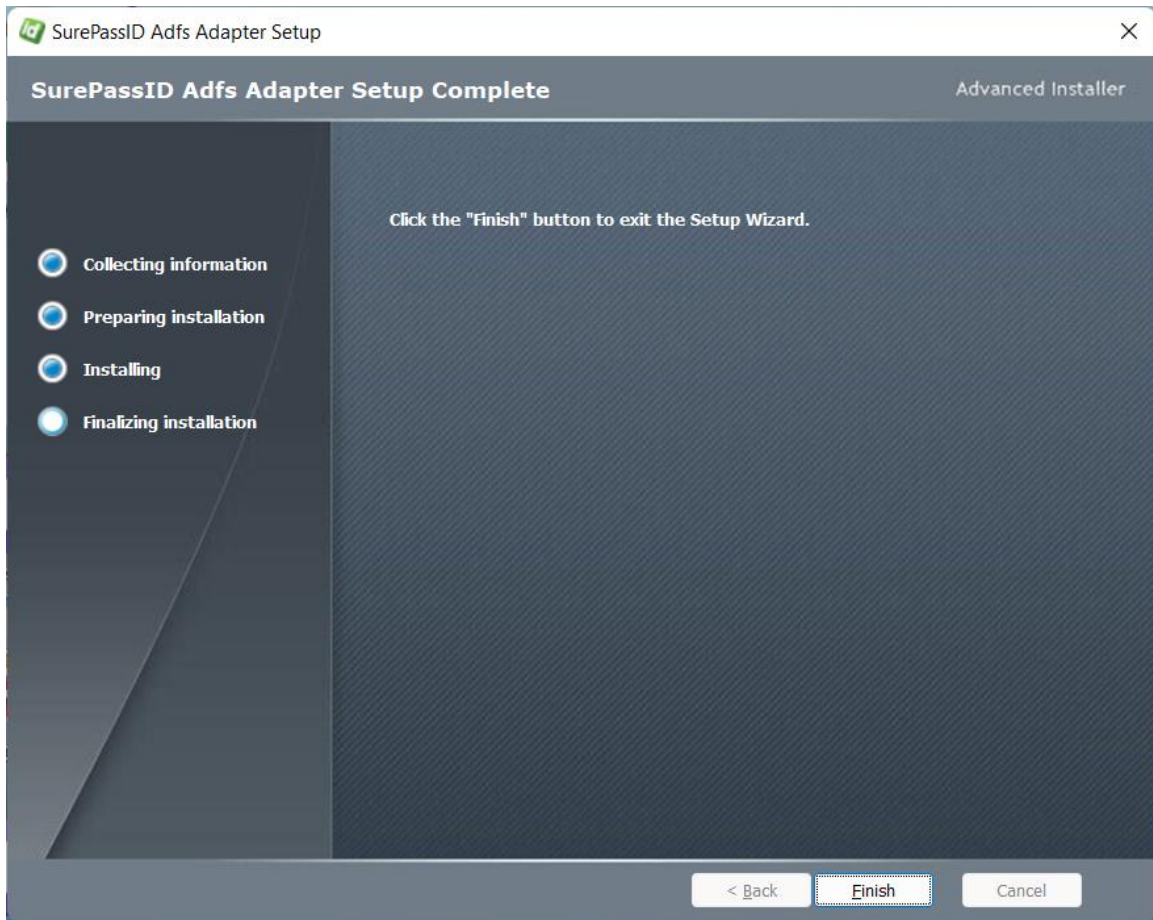 SurePassID Adfs Adapter Setup
SurePassID Adfs Adapter Setup Complete
Advanced Installer
Click the "Finish" button to exit the Setup Wizard.
Collecting information
Preparing installation
Installing
Finalizing installation
< Back
Finish
Cancel